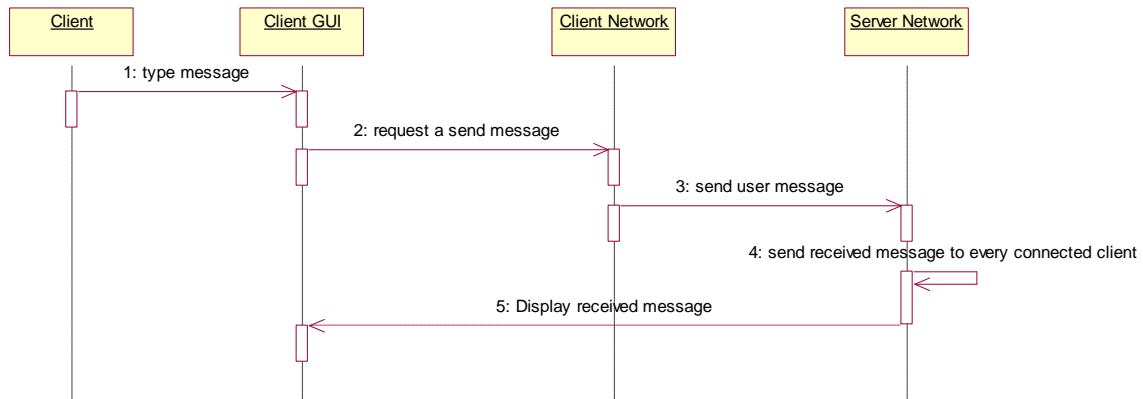 Client
Client GUI
Client Network
Server Network
1: type message
2: request a send message
3: send user message
4: send received message to every connected client
5: Display received message